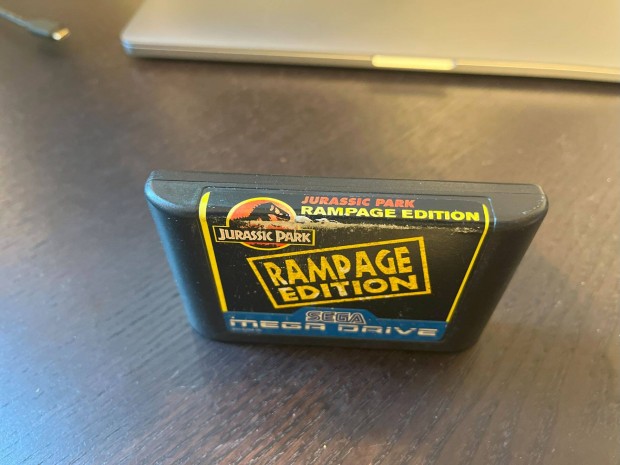 JURASSIC PARK
RAMPAGE EDITION
JURASSIC PARK
RAMPAGE
EDITION
SEGA
MEGA DRIVE